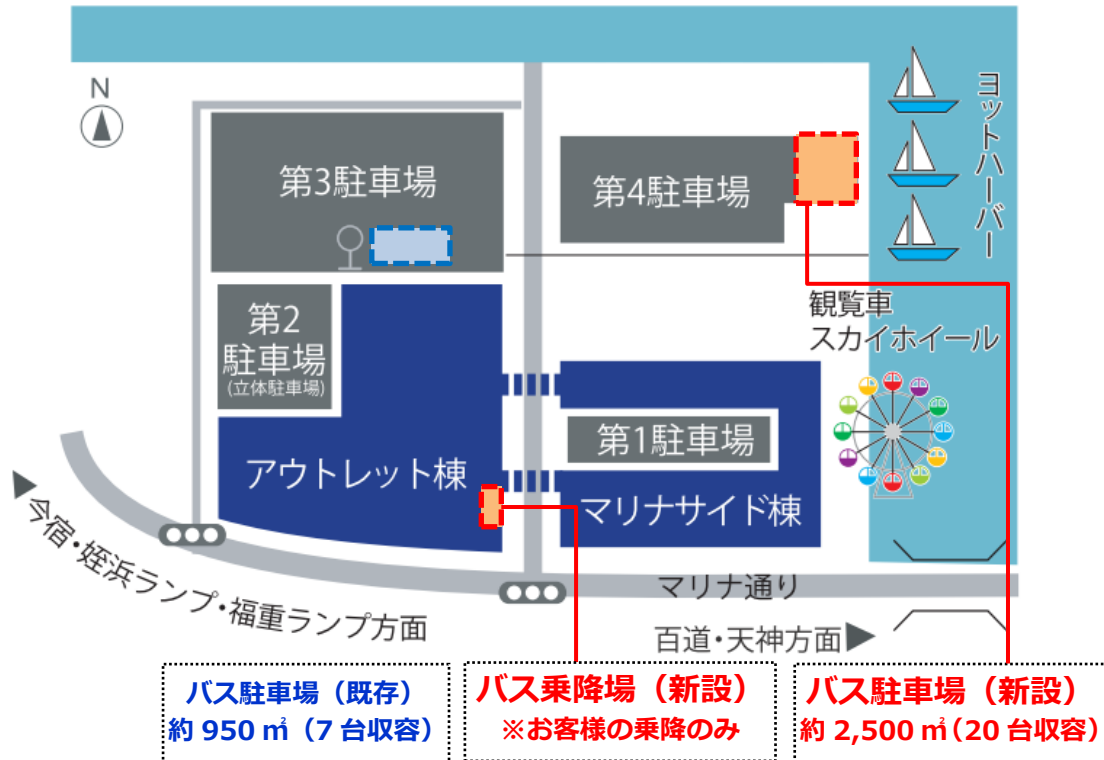 N
ヨットハーバー
第3駐車場
第4駐車場
観覧車
スカイホイール
第2
駐車場
(立体駐車場)
第1駐車場
アウトレット棟
マリナサイド棟
今宿・姪浜ランプ・福重ランプ方面
マリナ通り
百道・天神方面
バス駐車場（既存）
約 950 ㎡（7 台収容）
バス乗降場（新設）
※お客様の乗降のみ
バス駐車場（新設）
約 2,500 ㎡（20 台収容）